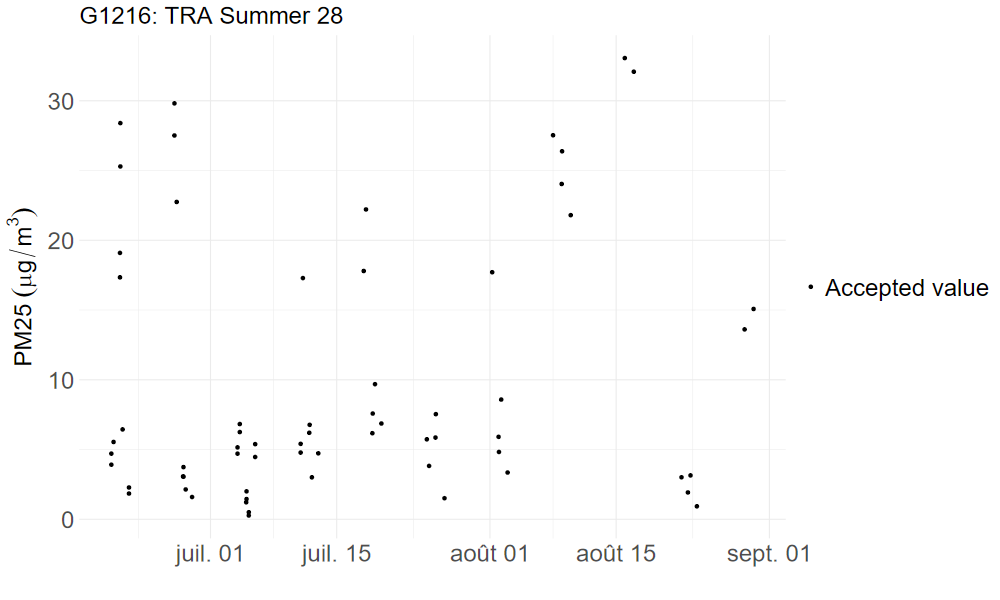 G1216: TRA Summer 28
PM25 (μg/m³)
30
20
10
0
juil. 01
juil. 15
août 01
août 15
sept. 01
Accepted value